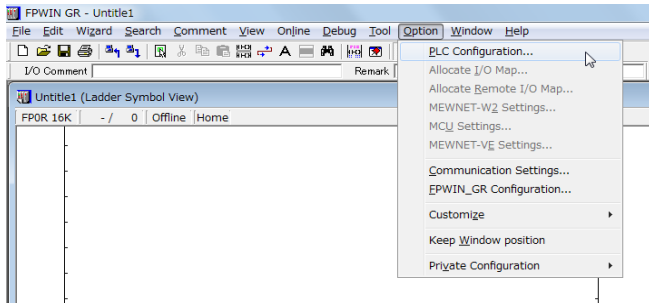 FPWIN GR - Untitle1
File Edit Wizard Search Comment View Online Debug Tool Option Window Help
I/O Comment Remark
PLC Configuration...
Allocate I/O Map...
Allocate Remote I/O Map...
MEWNET-W2 Settings...
MCU Settings...
MEWNET-VE Settings...
Communication Settings...
FPWIN_GR Configuration...
Customize
Keep Window position
Private Configuration
Untitle1 (Ladder Symbol View)
FP0R 16K - / 0 Offline Home